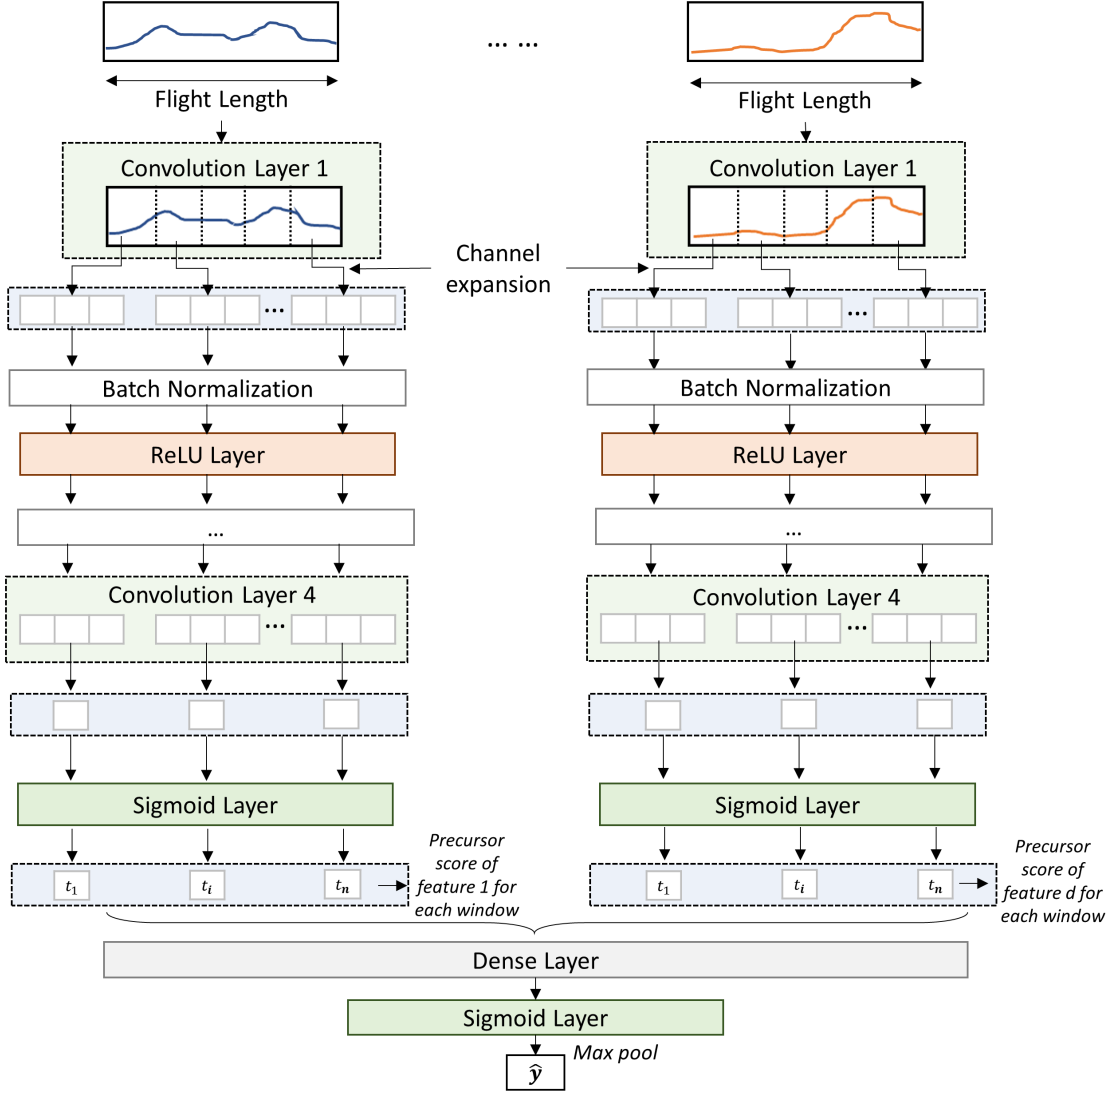 ... ...
Flight Length
Flight Length
Convolution Layer 1
Convolution Layer 1
Channel
expansion
...
...
Batch Normalization
Batch Normalization
ReLU Layer
ReLU Layer
...
...
Convolution Layer 4
Convolution Layer 4
...
...
Sigmoid Layer
Sigmoid Layer
t₁ tᵢ tₙ
Precursor
score of
feature 1 for
each window
t₁ tᵢ tₙ
Precursor
score of
feature d for
each window
Dense Layer
Sigmoid Layer
Max pool
ŷ